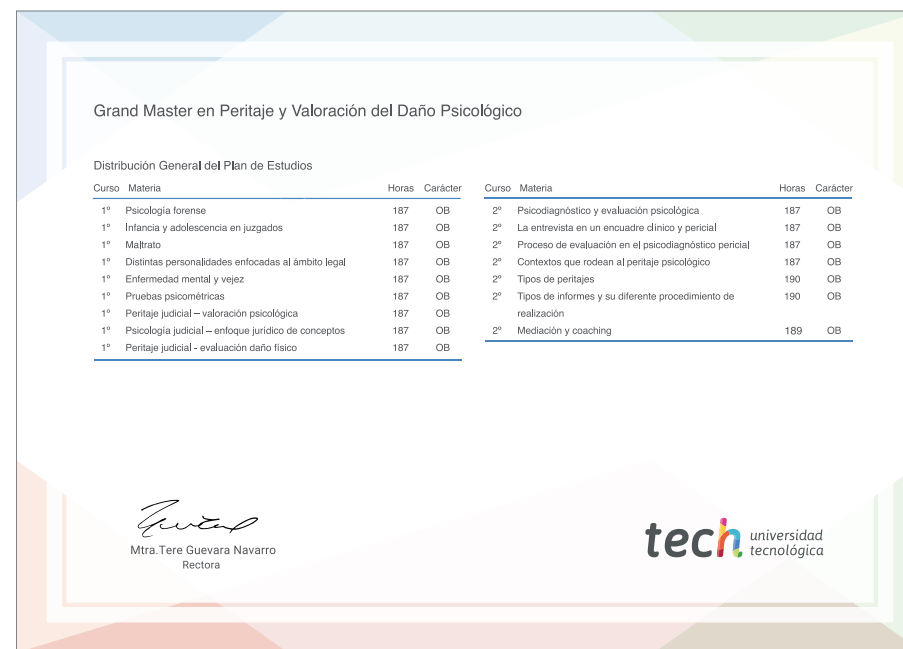 Grand Master en Peritaje y Valoración del Daño Psicológico
Distribución General del Plan de Estudios
Curso Materia Horas Carácter
1º Psicología forense 187 OB
1º Infancia y adolescencia en juzgados 187 OB
1º Maltrato 187 OB
1º Distintas personalidades enfocadas al ámbito legal 187 OB
1º Enfermedad mental y vejez 187 OB
1º Pruebas psicométricas 187 OB
1º Peritaje judicial – valoración psicológica 187 OB
1º Psicología judicial – enfoque jurídico de conceptos 187 OB
1º Peritaje judicial - evaluación daño físico 187 OB
Curso Materia Horas Carácter
2º Psicodiagnóstico y evaluación psicológica 187 OB
2º La entrevista en un encuadre clínico y pericial 187 OB
2º Proceso de evaluación en el psicodiagnóstico pericial 187 OB
2º Contextos que rodean al peritaje psicológico 187 OB
2º Tipos de peritajes 190 OB
2º Tipos de informes y su diferente procedimiento de 190 OB
realización
2º Mediación y coaching 189 OB
Mtra.Tere Guevara Navarro
Rectora
tech universidad
tecnológica